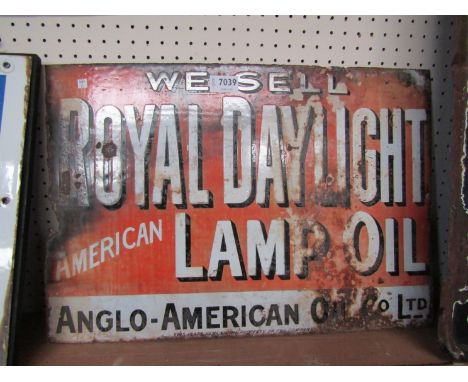 WE SELL
7039
ROYAL DAYLIGHT
AMERICAN LAMP OIL
ANGLO-AMERICAN OIL CO LTD